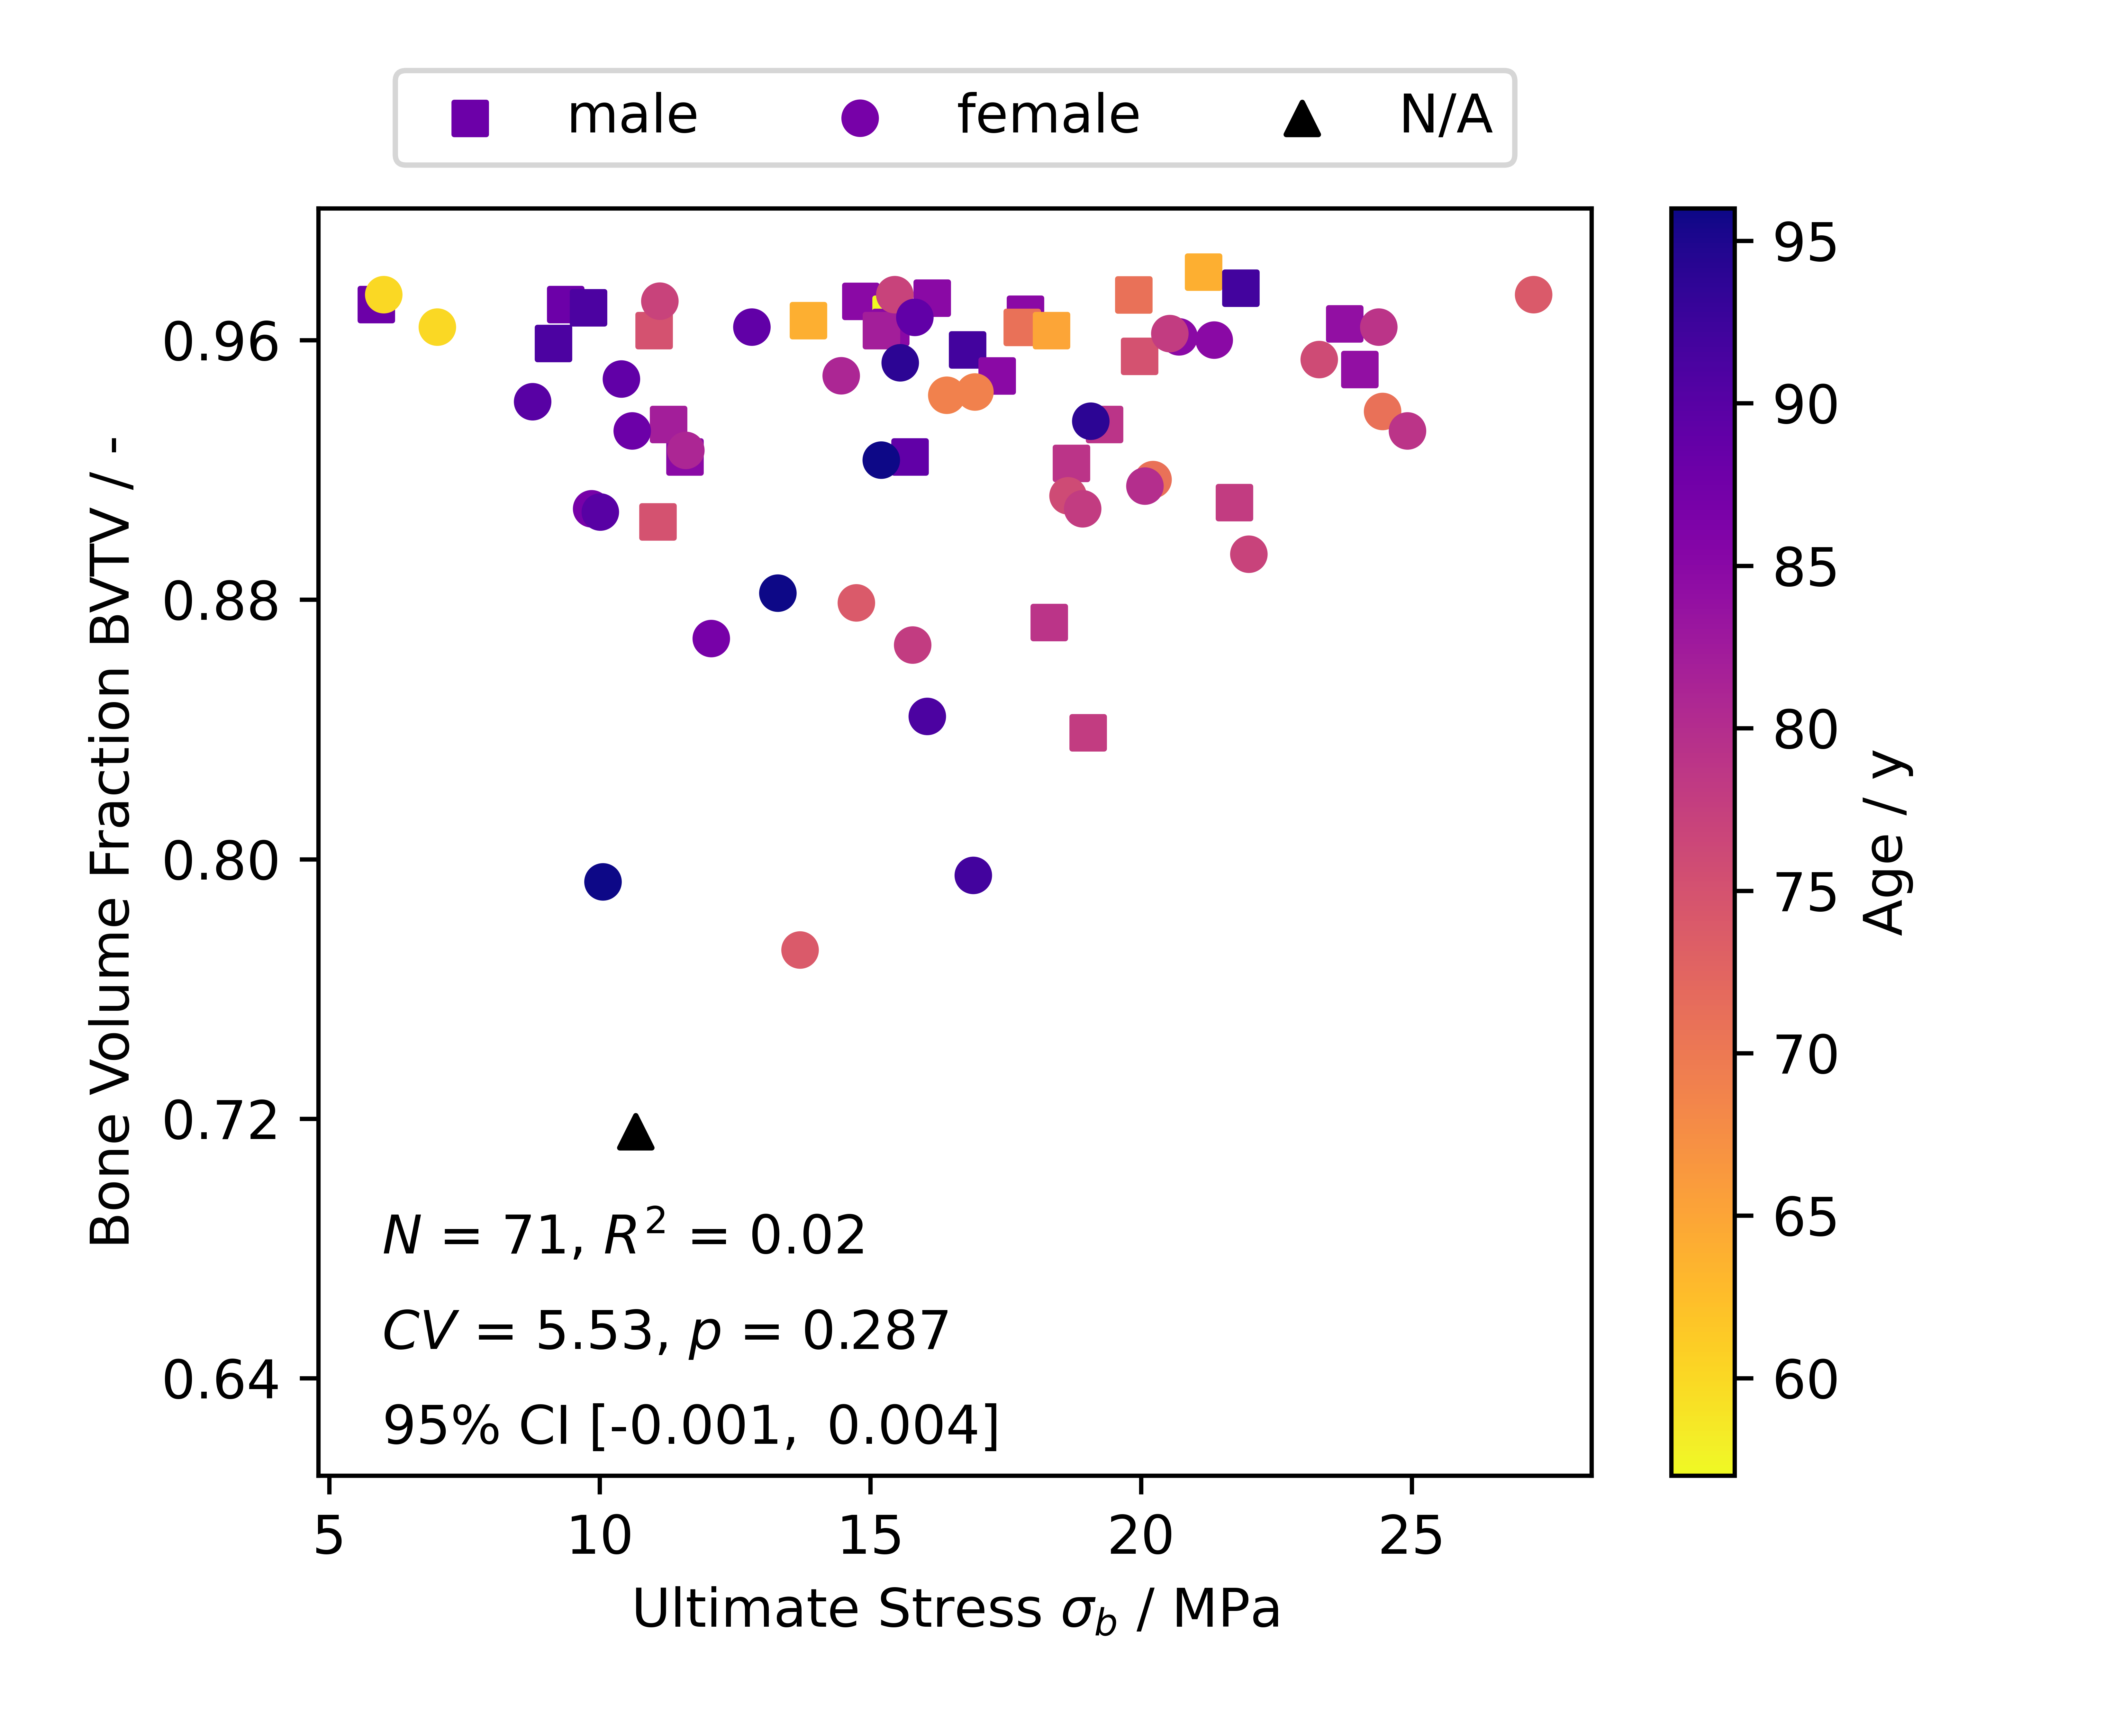 male female N/A
Bone Volume Fraction BVTV / -
0.96
0.88
0.80
0.72
0.64
N = 71, R² = 0.02
CV = 5.53, p = 0.287
95% CI [-0.001, 0.004]
5 10 15 20 25
Ultimate Stress σ_b / MPa
95
90
85
80
75
70
65
60
Age / y